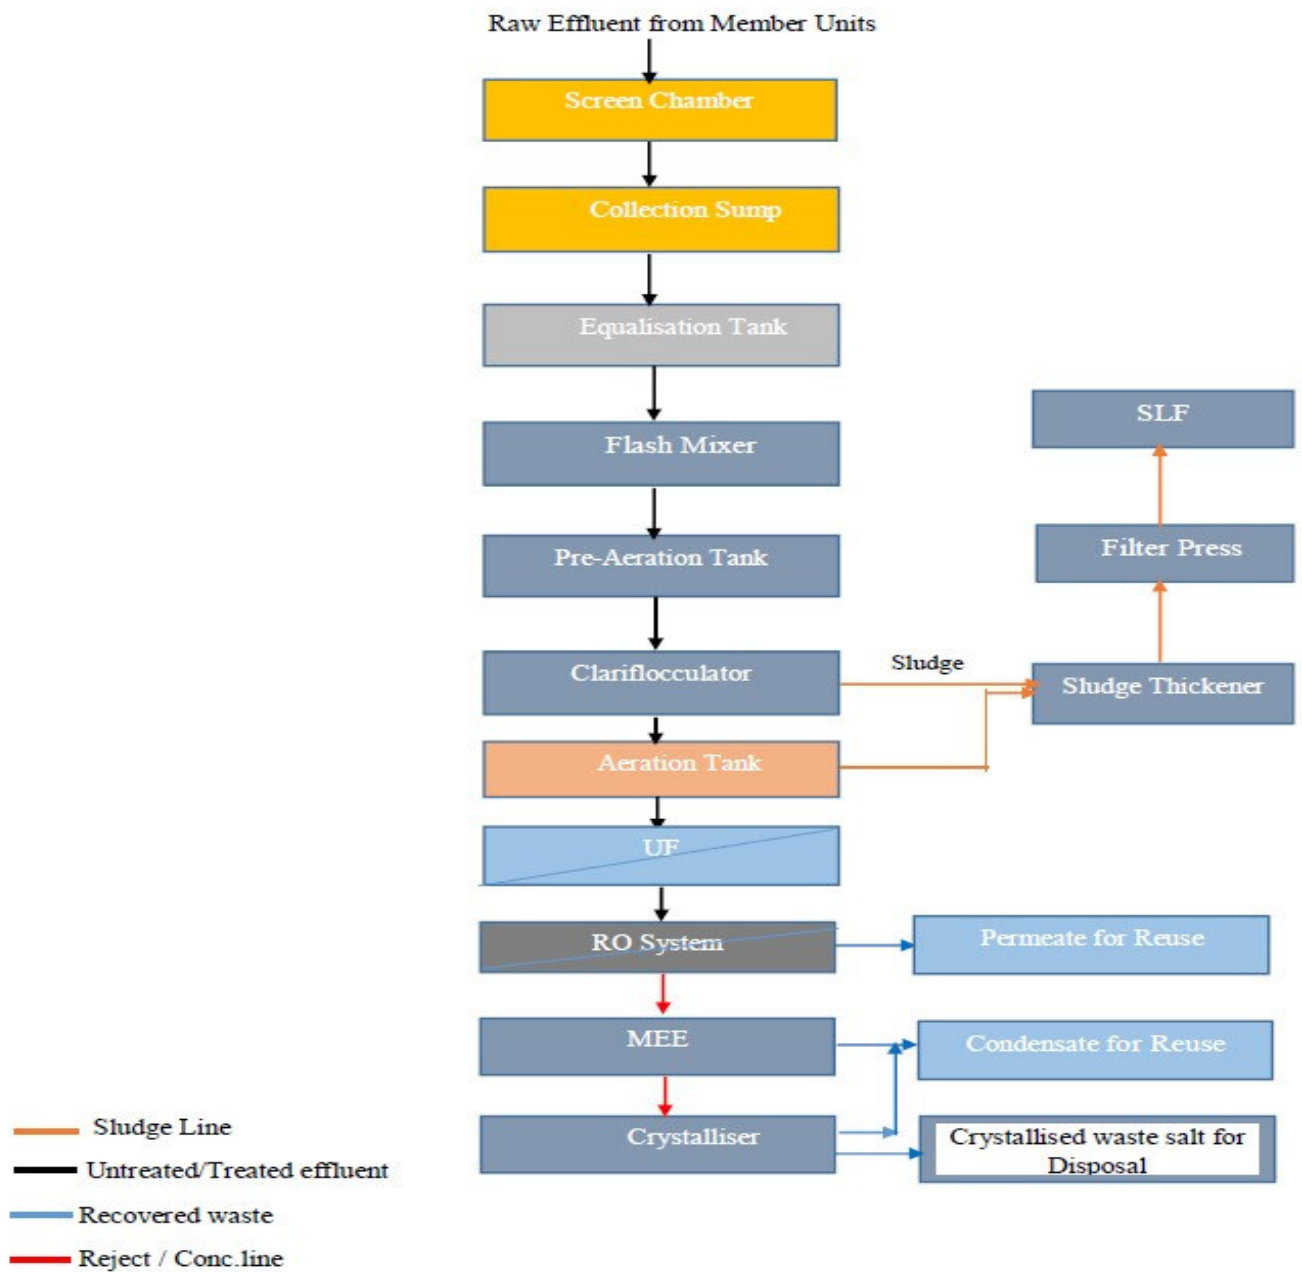 Raw Effluent from Member Units
Screen Chamber
Collection Sump
Equalisation Tank
Flash Mixer
SLF
Pre-Aeration Tank
Filter Press
Clariflocculator
Sludge
Sludge Thickener
Aeration Tank
UF
RO System
Permeate for Reuse
MEE
Condensate for Reuse
Crystalliser
Crystallised waste salt for
Disposal
Sludge Line
Untreated/Treated effluent
Recovered waste
Reject / Conc.line